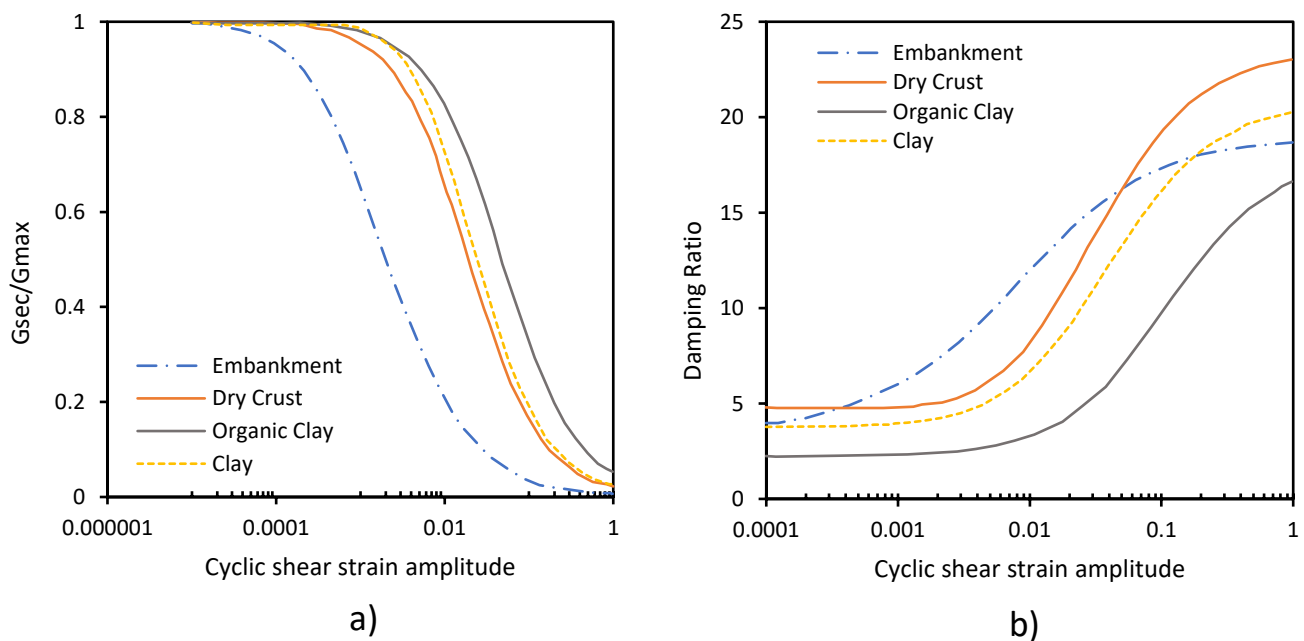 1
0.8
0.6
0.4
0.2
0
Gsec/Gmax
Embankment
Dry Crust
Organic Clay
Clay
0.000001
0.0001
0.01
1
Cyclic shear strain amplitude
a)
25
20
15
10
5
0
Damping Ratio
Embankment
Dry Crust
Organic Clay
Clay
0.0001
0.001
0.01
0.1
1
Cyclic shear strain amplitude
b)